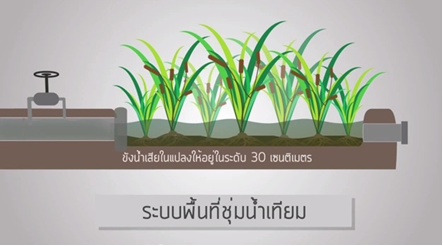 ขังน้ำเสียในแปลงให้อยู่ในระดับ 30 เซนติเมตร
ระบบพื้นที่ชุ่มน้ำเทียม